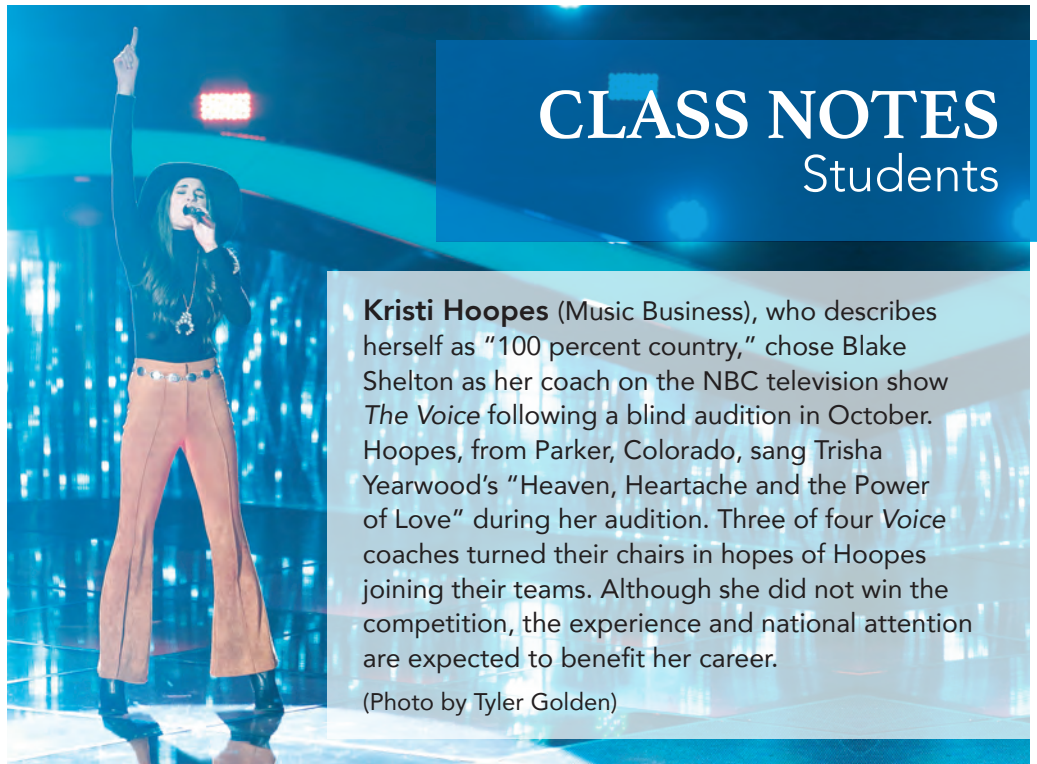 CLASS NOTES
Students
Kristi Hoopes (Music Business), who describes
herself as “100 percent country,” chose Blake
Shelton as her coach on the NBC television show
The Voice following a blind audition in October.
Hoopes, from Parker, Colorado, sang Trisha
Yearwood’s “Heaven, Heartache and the Power
of Love” during her audition. Three of four Voice
coaches turned their chairs in hopes of Hoopes
joining their teams. Although she did not win the
competition, the experience and national attention
are expected to benefit her career.
(Photo by Tyler Golden)